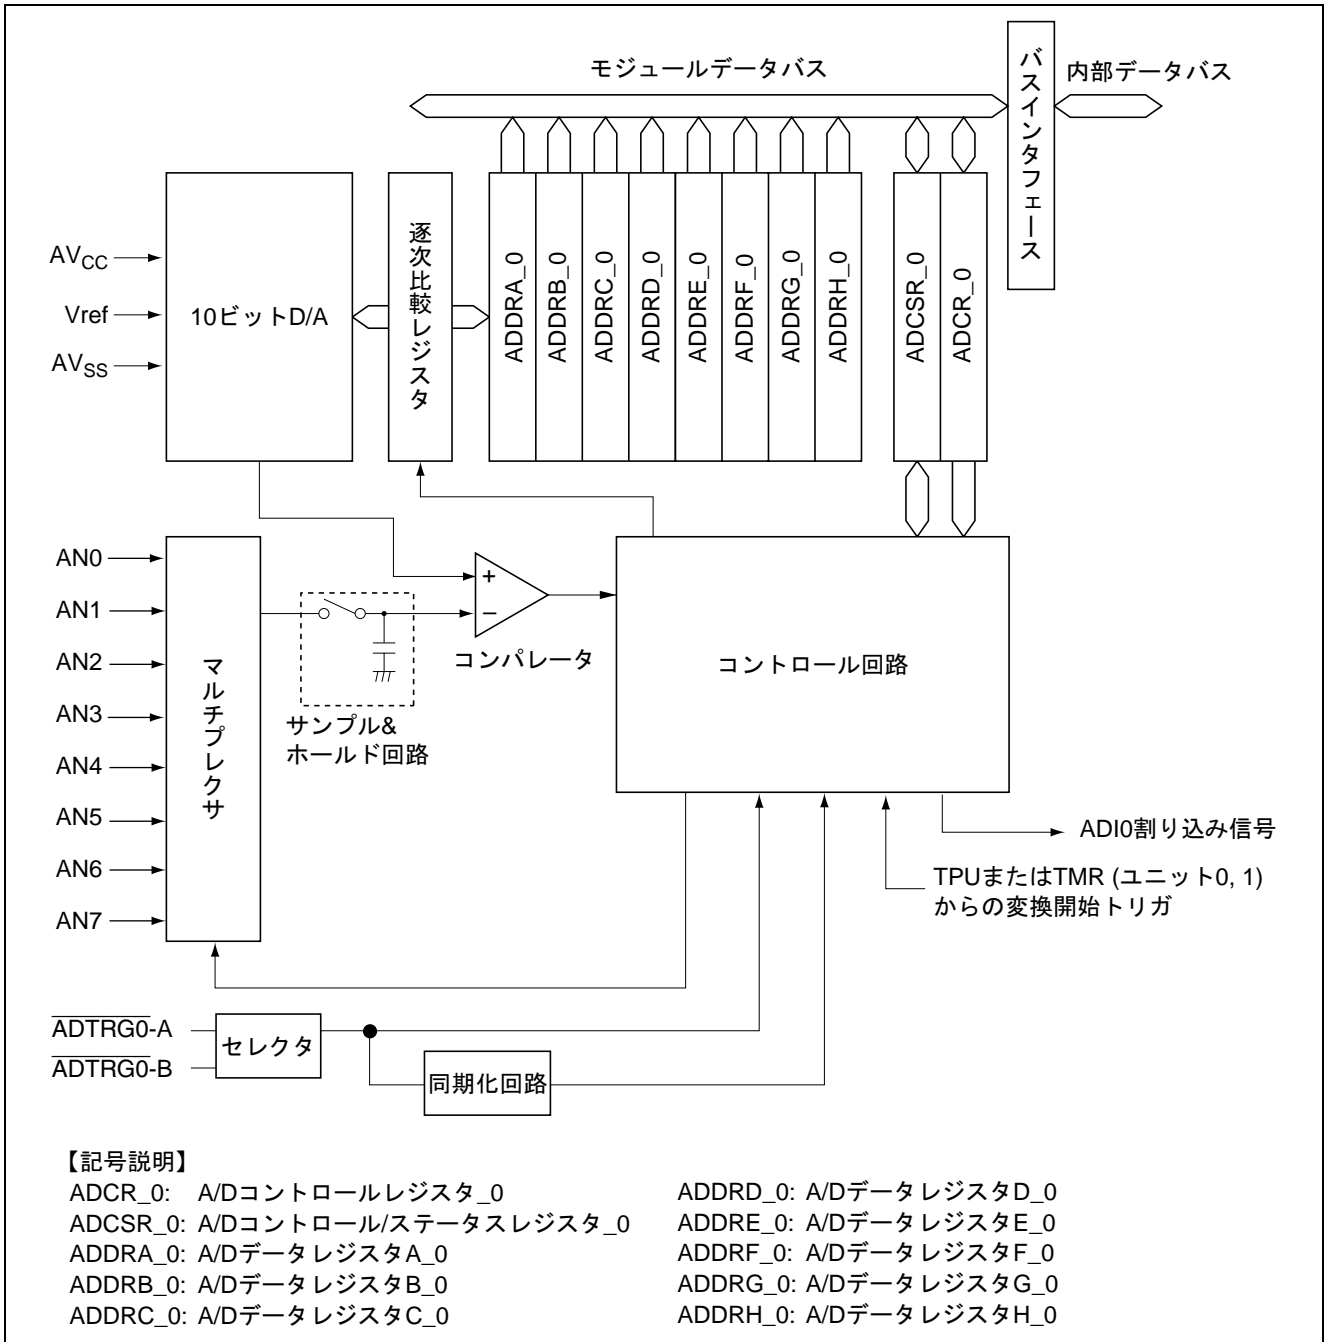 モジュールデータバス
バスインタフェース
内部データバス
AVCC
Vref
AVSS
10ビットD/A
逐次比較レジスタ
ADDRA_0
ADDRB_0
ADDRC_0
ADDRD_0
ADDRE_0
ADDRF_0
ADDRG_0
ADDRH_0
ADCSR_0
ADCR_0
AN0
AN1
AN2
AN3
AN4
AN5
AN6
AN7
マルチプレクサ
+
−
コンパレータ
サンプル&
ホールド回路
コントロール回路
ADI0割り込み信号
TPUまたはTMR (ユニット0, 1)
からの変換開始トリガ
ADTRG0-A
ADTRG0-B
セレクタ
同期化回路
【記号説明】
ADCR_0: A/Dコントロールレジスタ_0
ADCSR_0: A/Dコントロール/ステータスレジスタ_0
ADDRA_0: A/DデータレジスタA_0
ADDRB_0: A/DデータレジスタB_0
ADDRC_0: A/DデータレジスタC_0
ADDRD_0: A/DデータレジスタD_0
ADDRE_0: A/DデータレジスタE_0
ADDRF_0: A/DデータレジスタF_0
ADDRG_0: A/DデータレジスタG_0
ADDRH_0: A/DデータレジスタH_0